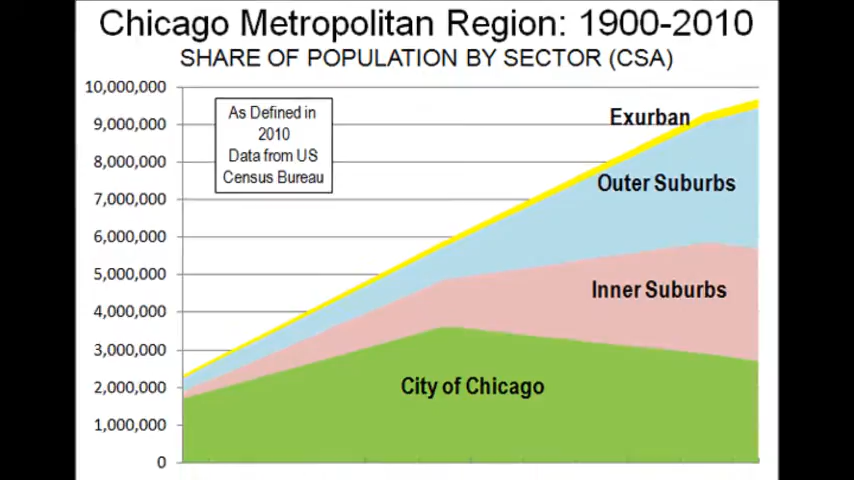 Chicago Metropolitan Region: 1900-2010
SHARE OF POPULATION BY SECTOR (CSA)
10,000,000
9,000,000
8,000,000
7,000,000
6,000,000
5,000,000
4,000,000
3,000,000
2,000,000
1,000,000
0
As Defined in
2010
Data from US
Census Bureau
Exurban
Outer Suburbs
Inner Suburbs
City of Chicago